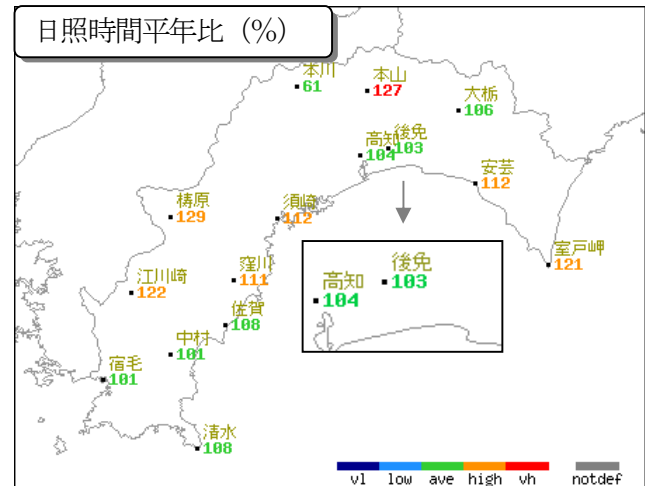 日照時間平年比（%）
本川
61
本山
127
大栃
106
高知
104
後免
103
安芸
112
梼原
129
須崎
112
室戸岬
121
江川崎
122
窪川
111
佐賀
108
後免
103
高知
104
中村
101
宿毛
101
清水
108
vl low ave high vh notdef